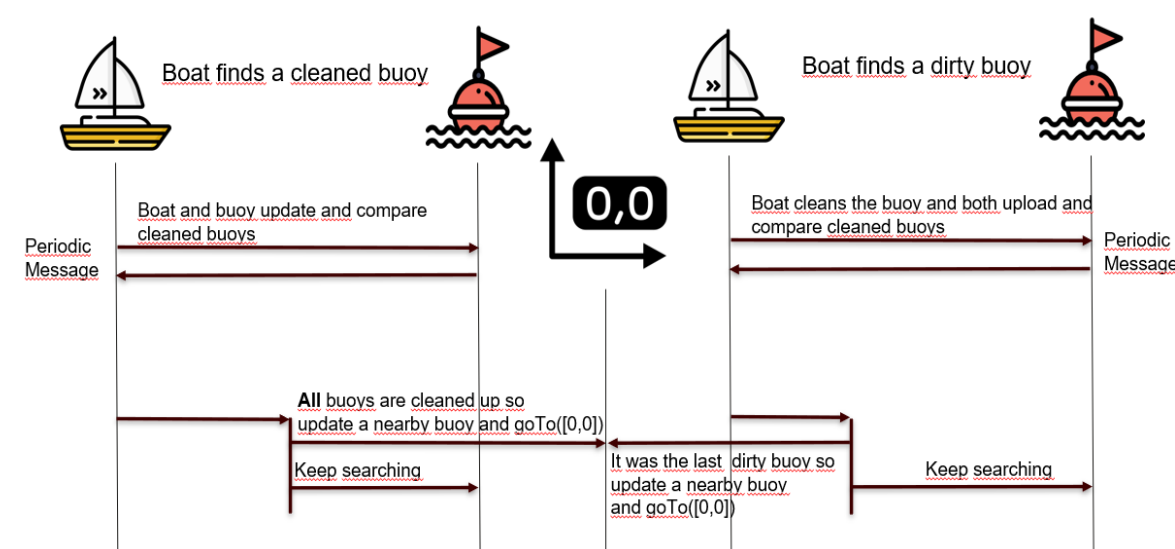 Boat finds a cleaned buoy
Boat finds a dirty buoy
0,0
Boat and buoy update and compare
cleaned buoys
Periodic
Message
Boat cleans the buoy and both upload and
compare cleaned buoys
Periodic
Message
All buoys are cleaned up so
update a nearby buoy and goTo([0,0])
Keep searching
It was the last dirty buoy so
update a nearby buoy
and goTo([0,0])
Keep searching